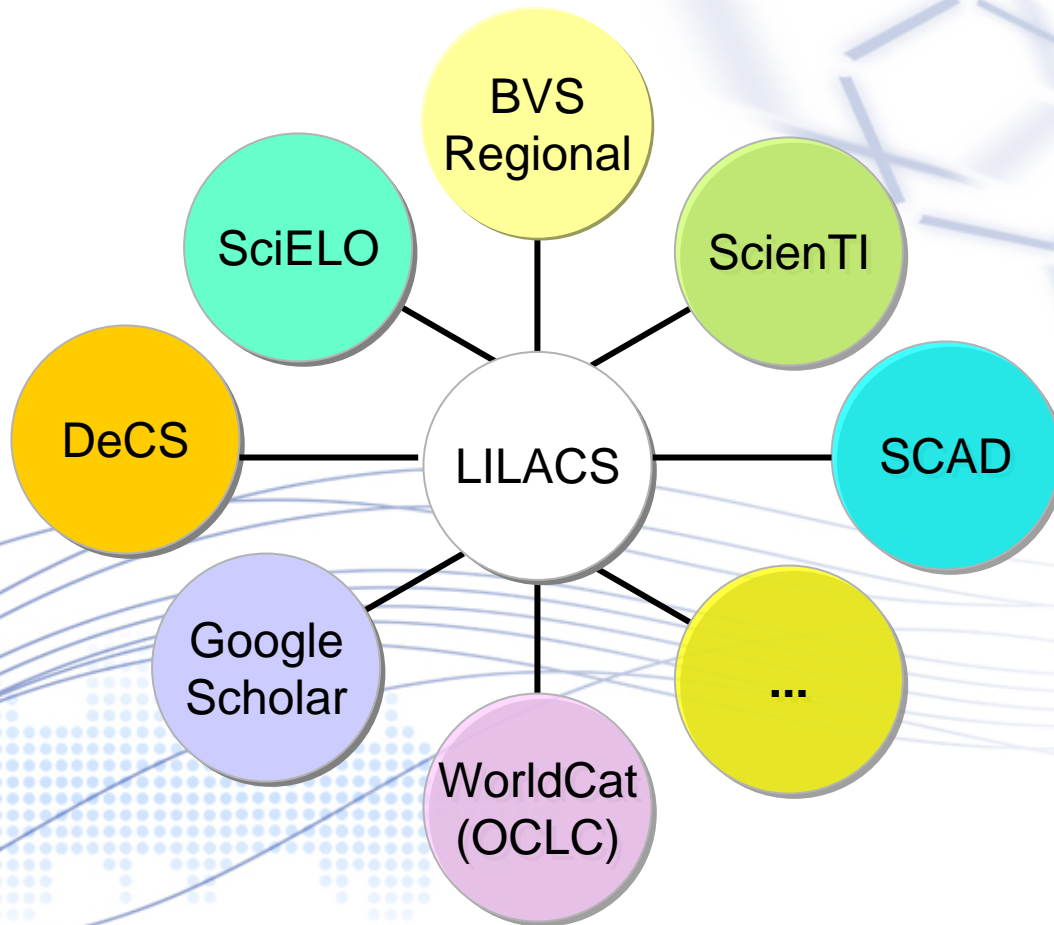 BVS
Regional
SciELO
ScienTI
DeCS
LILACS
SCAD
Google
Scholar
...
WorldCat
(OCLC)